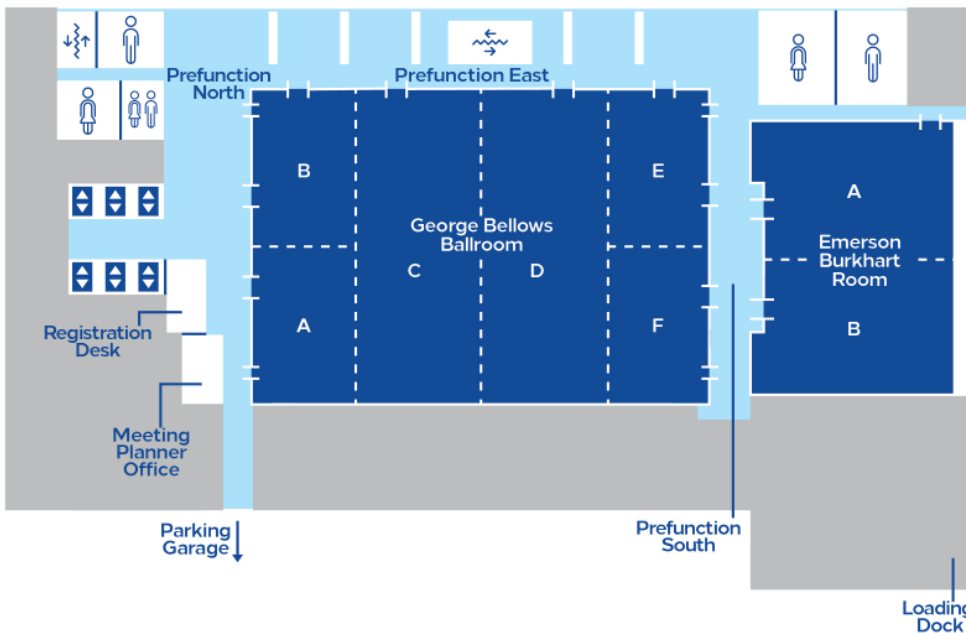 Prefunction
North
Prefunction East
B
E
A
George Bellows
Ballroom
Emerson
Burkhart
Room
C
D
A
F
B
Registration
Desk
Meeting
Planner
Office
Parking
Garage
Prefunction
South
Loading
Dock